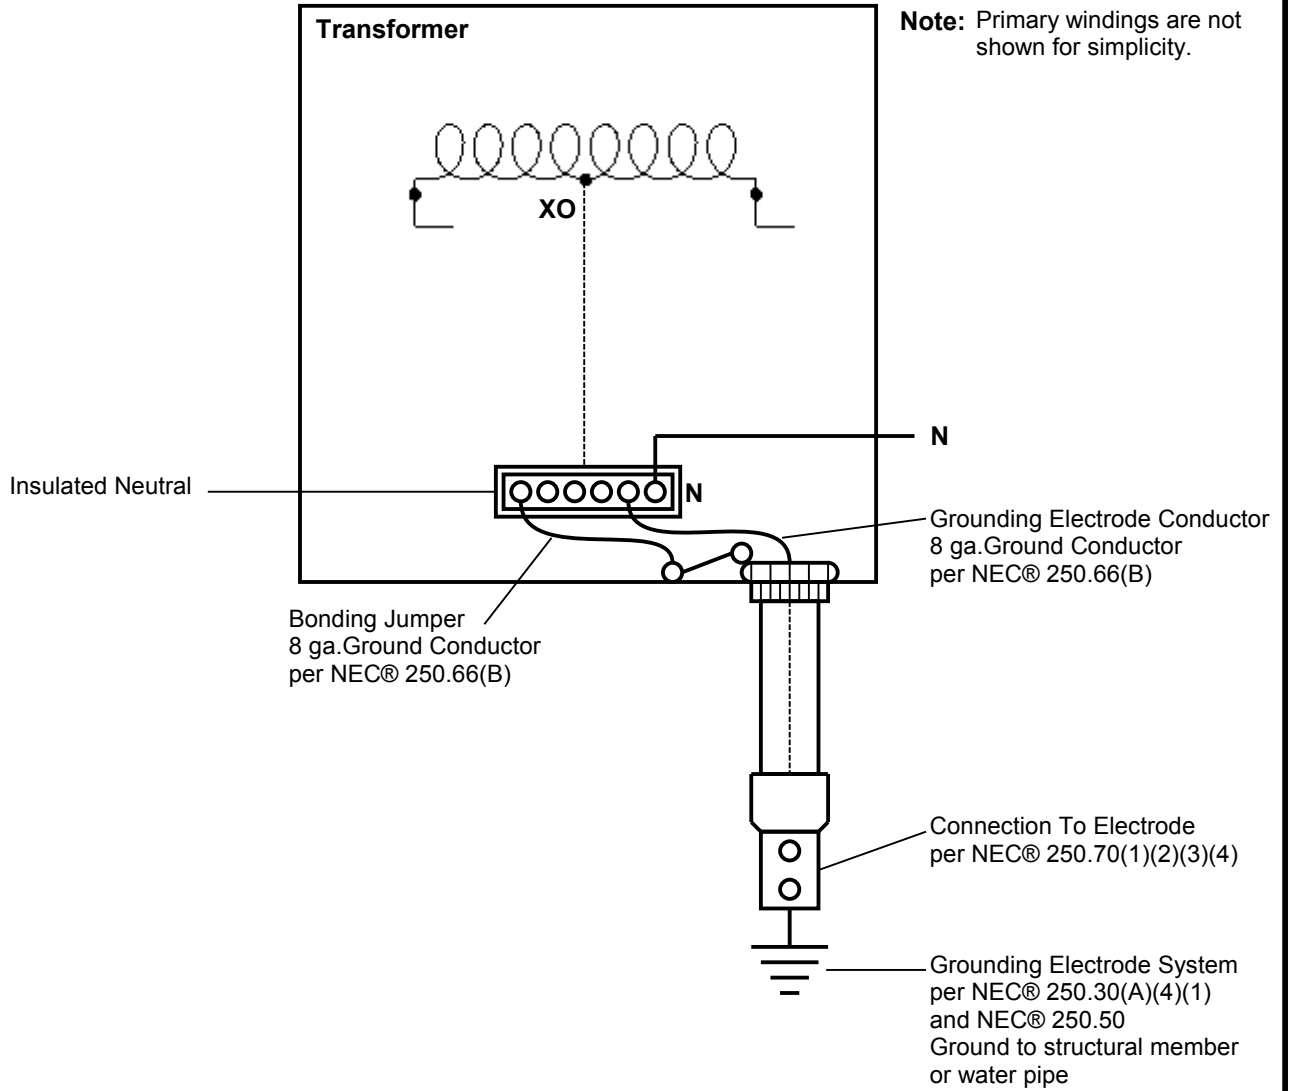 Transformer
Note: Primary windings are not
shown for simplicity.
XO
N
Insulated Neutral
N
Grounding Electrode Conductor
8 ga.Ground Conductor
per NEC® 250.66(B)
Bonding Jumper
8 ga.Ground Conductor
per NEC® 250.66(B)
Connection To Electrode
per NEC® 250.70(1)(2)(3)(4)
Grounding Electrode System
per NEC® 250.30(A)(4)(1)
and NEC® 250.50
Ground to structural member
or water pipe